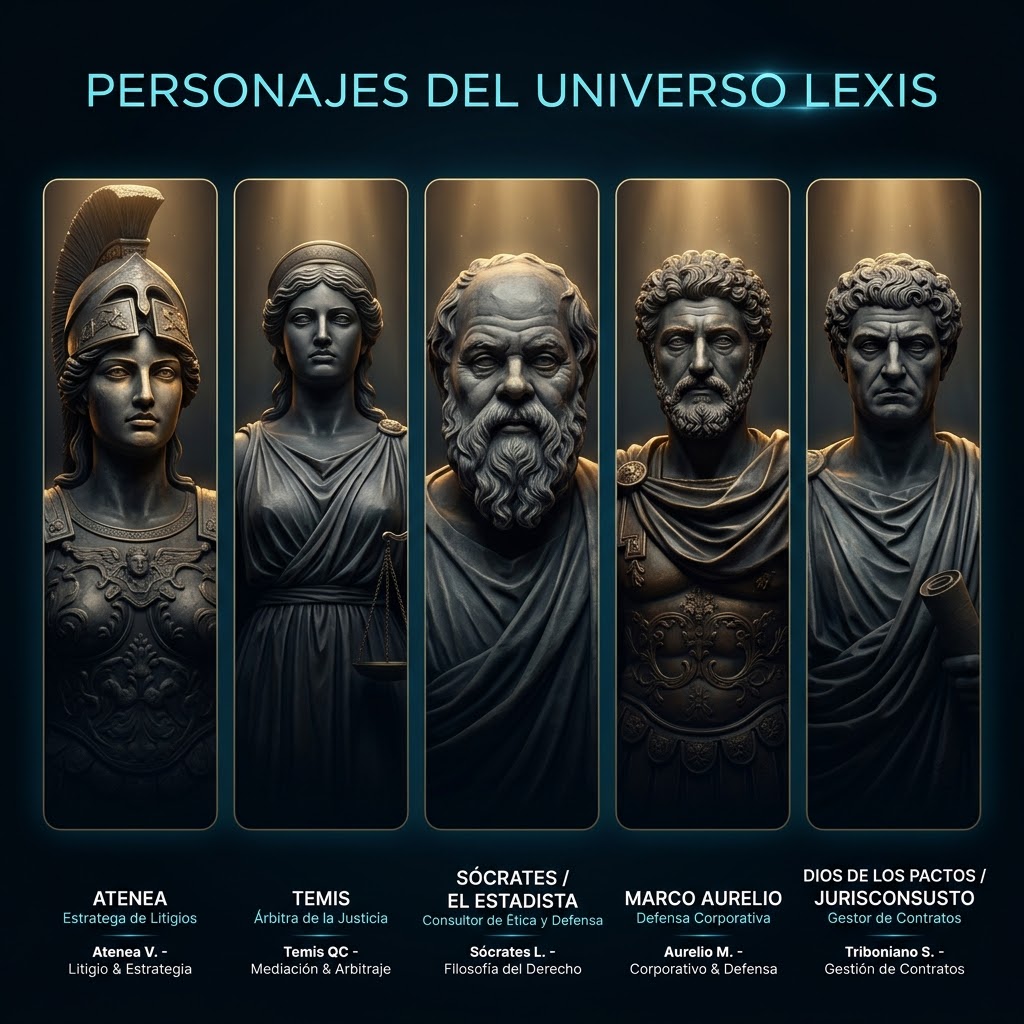 PERSONAJES DEL UNIVERSO LEXIS
ATENEA
Estratega de Litigios
Atenea V. -
Litigio & Estrategia
TEMIS
Árbitra de la Justicia
Temis QC -
Mediación & Arbitraje
SÓCRATES /
EL ESTADISTA
Consultor de Ética y Defensa
Sócrates L. -
Fllosofía del Derecho
MARCO AURELIO
Defensa Corporativa
Aurelio M. -
Corporativo & Defensa
DIOS DE LOS PACTOS /
JURISCONSUSTO
Gestor de Contratos
Triboniano S. -
Gestión de Contratos